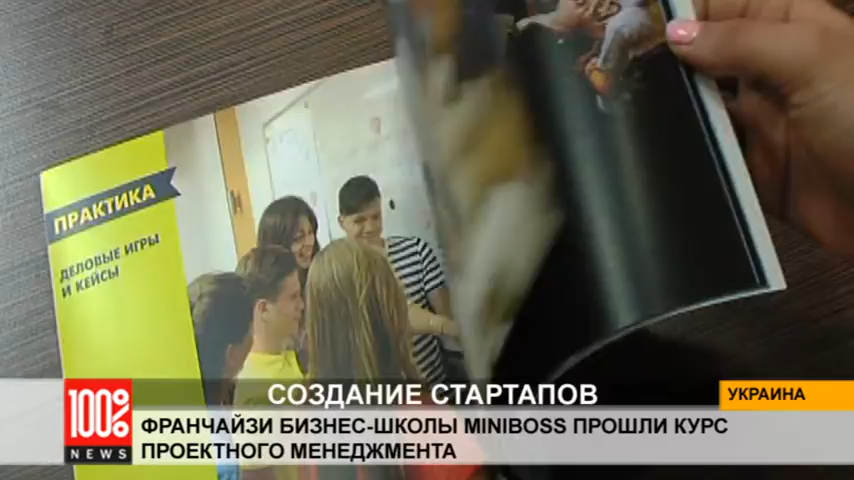 ПРАКТИКА
ДЕЛОВЫЕ ИГРЫ
И КЕЙСЫ
СОЗДАНИЕ СТАРТАПОВ
УКРАИНА
100%
NEWS
ФРАНЧАЙЗИ БИЗНЕС-ШКОЛЫ MINIBOSS ПРОШЛИ КУРС
ПРОЕКТНОГО МЕНЕДЖМЕНТА